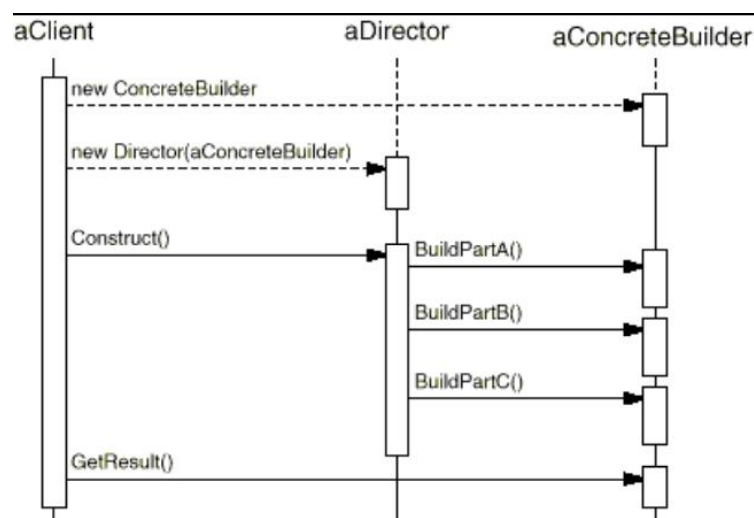 aClient
aDirector
aConcreteBuilder
new ConcreteBuilder
new Director(aConcreteBuilder)
Construct()
BuildPartA()
BuildPartB()
BuildPartC()
GetResult()